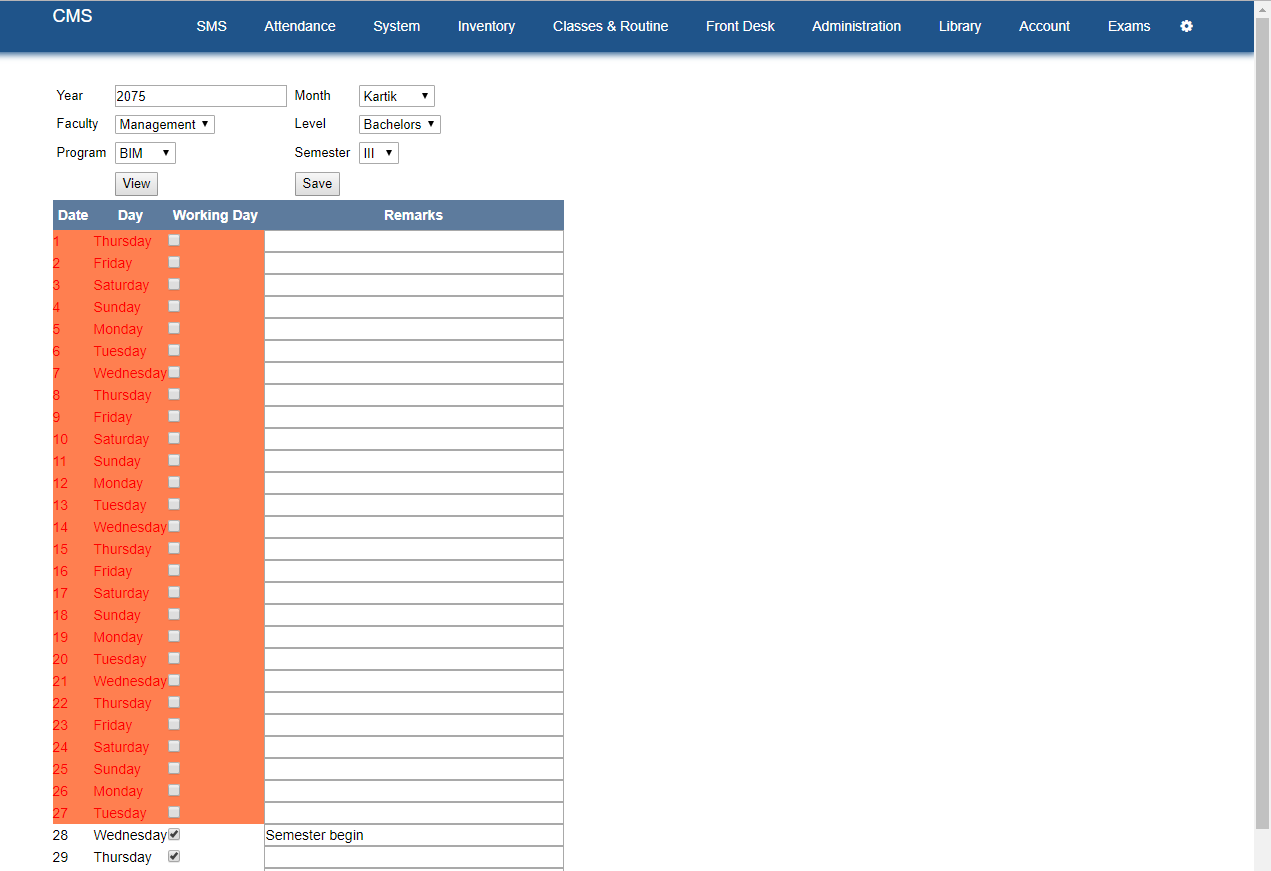 CMS
SMS Attendance System Inventory Classes & Routine Front Desk Administration Library Account Exams
Year 2075 Month Kartik
Faculty Management Level Bachelors
Program BIM Semester III
View Save
Date Day Working Day Remarks
1 Thursday
2 Friday
3 Saturday
4 Sunday
5 Monday
6 Tuesday
7 Wednesday
8 Thursday
9 Friday
10 Saturday
11 Sunday
12 Monday
13 Tuesday
14 Wednesday
15 Thursday
16 Friday
17 Saturday
18 Sunday
19 Monday
20 Tuesday
21 Wednesday
22 Thursday
23 Friday
24 Saturday
25 Sunday
26 Monday
27 Tuesday
28 Wednesday Semester begin
29 Thursday